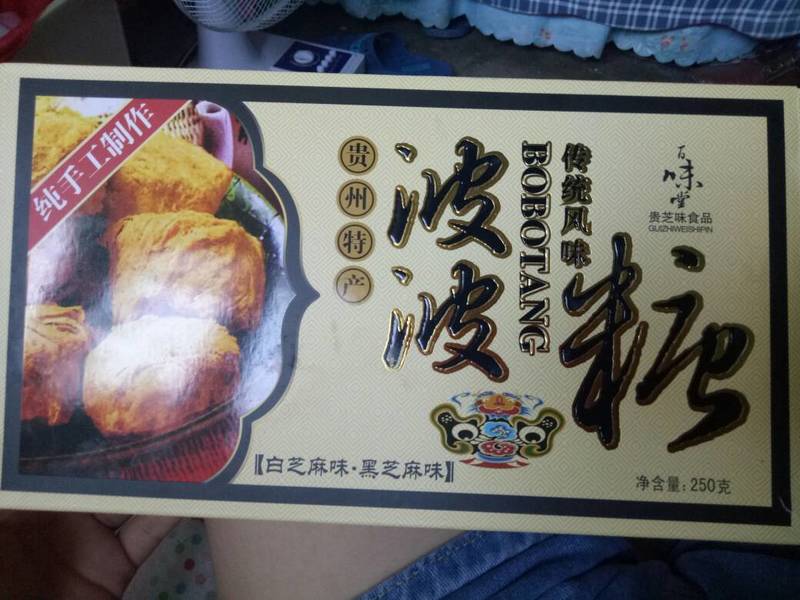 纯手工制作
贵州特产
波波糖
传统风味
BOBOTANG
百味堂
贵芝味食品
GUIZHIWEISHIPIN
【白芝麻味·黑芝麻味】
净含量:250克